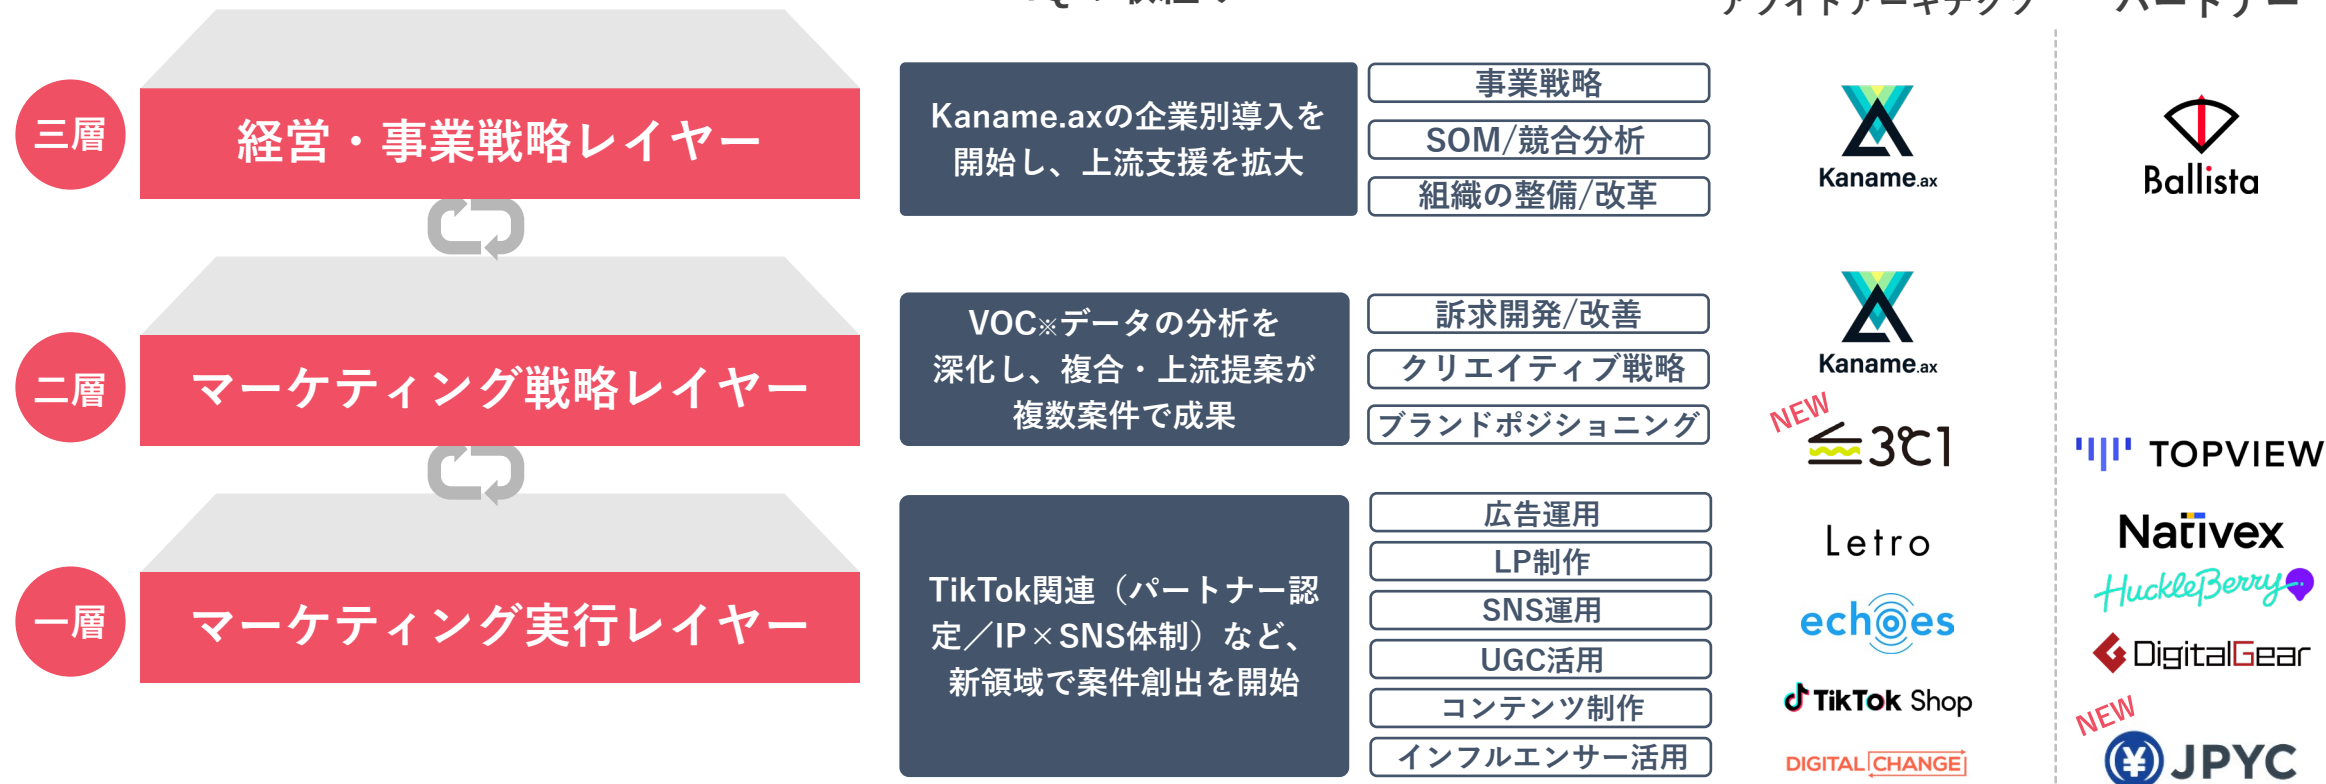 三層
経営・事業戦略レイヤー
Kaname.axの企業別導入を
開始し、上流支援を拡大
事業戦略
SOM/競合分析
組織の整備/改革
Kaname.ax
Ballista
二層
マーケティング戦略レイヤー
VOC※データの分析を
深化し、複合・上流提案が
複数案件で成果
訴求開発/改善
クリエイティブ戦略
ブランドポジショニング
Kaname.ax
NEW
3℃1
TOPVIEW
一層
マーケティング実行レイヤー
TikTok関連（パートナー認
定／IP×SNS体制）など、
新領域で案件創出を開始
広告運用
LP制作
SNS運用
UGC活用
コンテンツ制作
インフルエンサー活用
Letro
echoes
TikTok Shop
DIGITAL CHANGE
Nativex
HuckleBerry
DigitalGear
NEW
JPYC